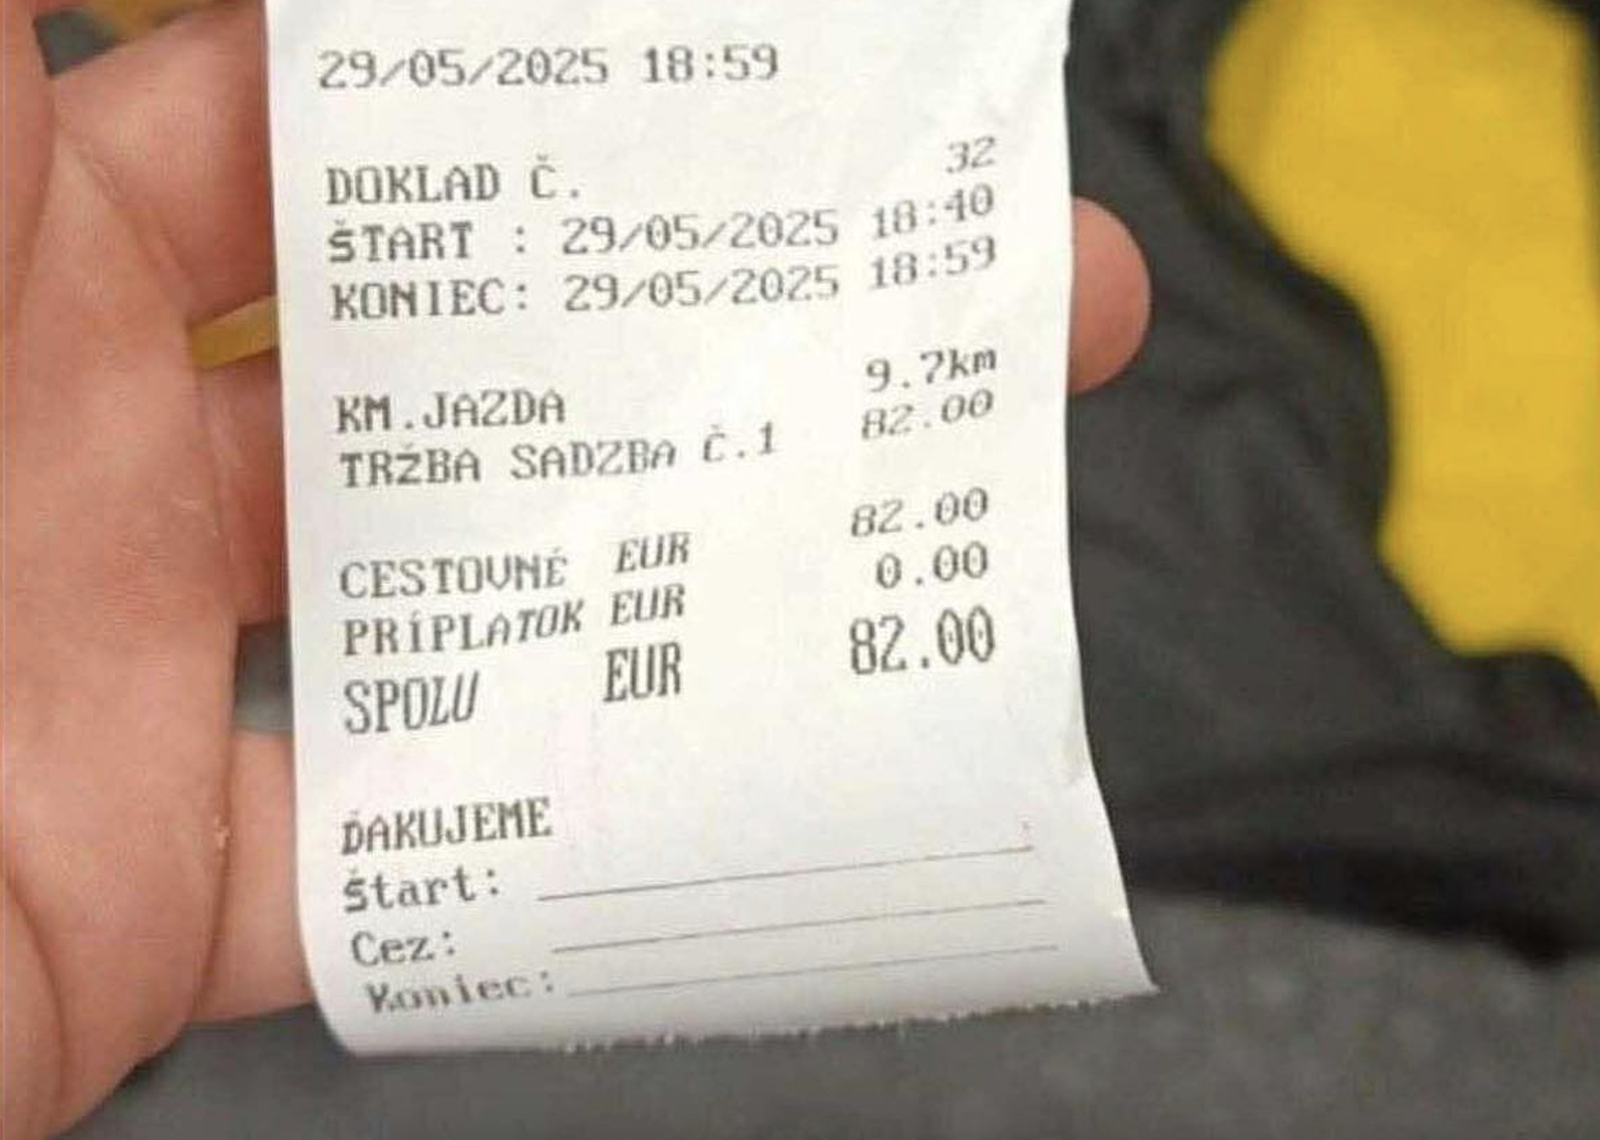 29/05/2025 18:59
DOKLAD Č. 32
ŠTART : 29/05/2025 18:40
KONIEC: 29/05/2025 18:59
KM.JAZDA 9.7km
TRŽBA SADZBA Č.1 82.00
CESTOVNÉ EUR 82.00
PRÍPLATOK EUR 0.00
SPOLU EUR 82.00
ĎAKUJEME
Štart:
Cez:
Koniec: